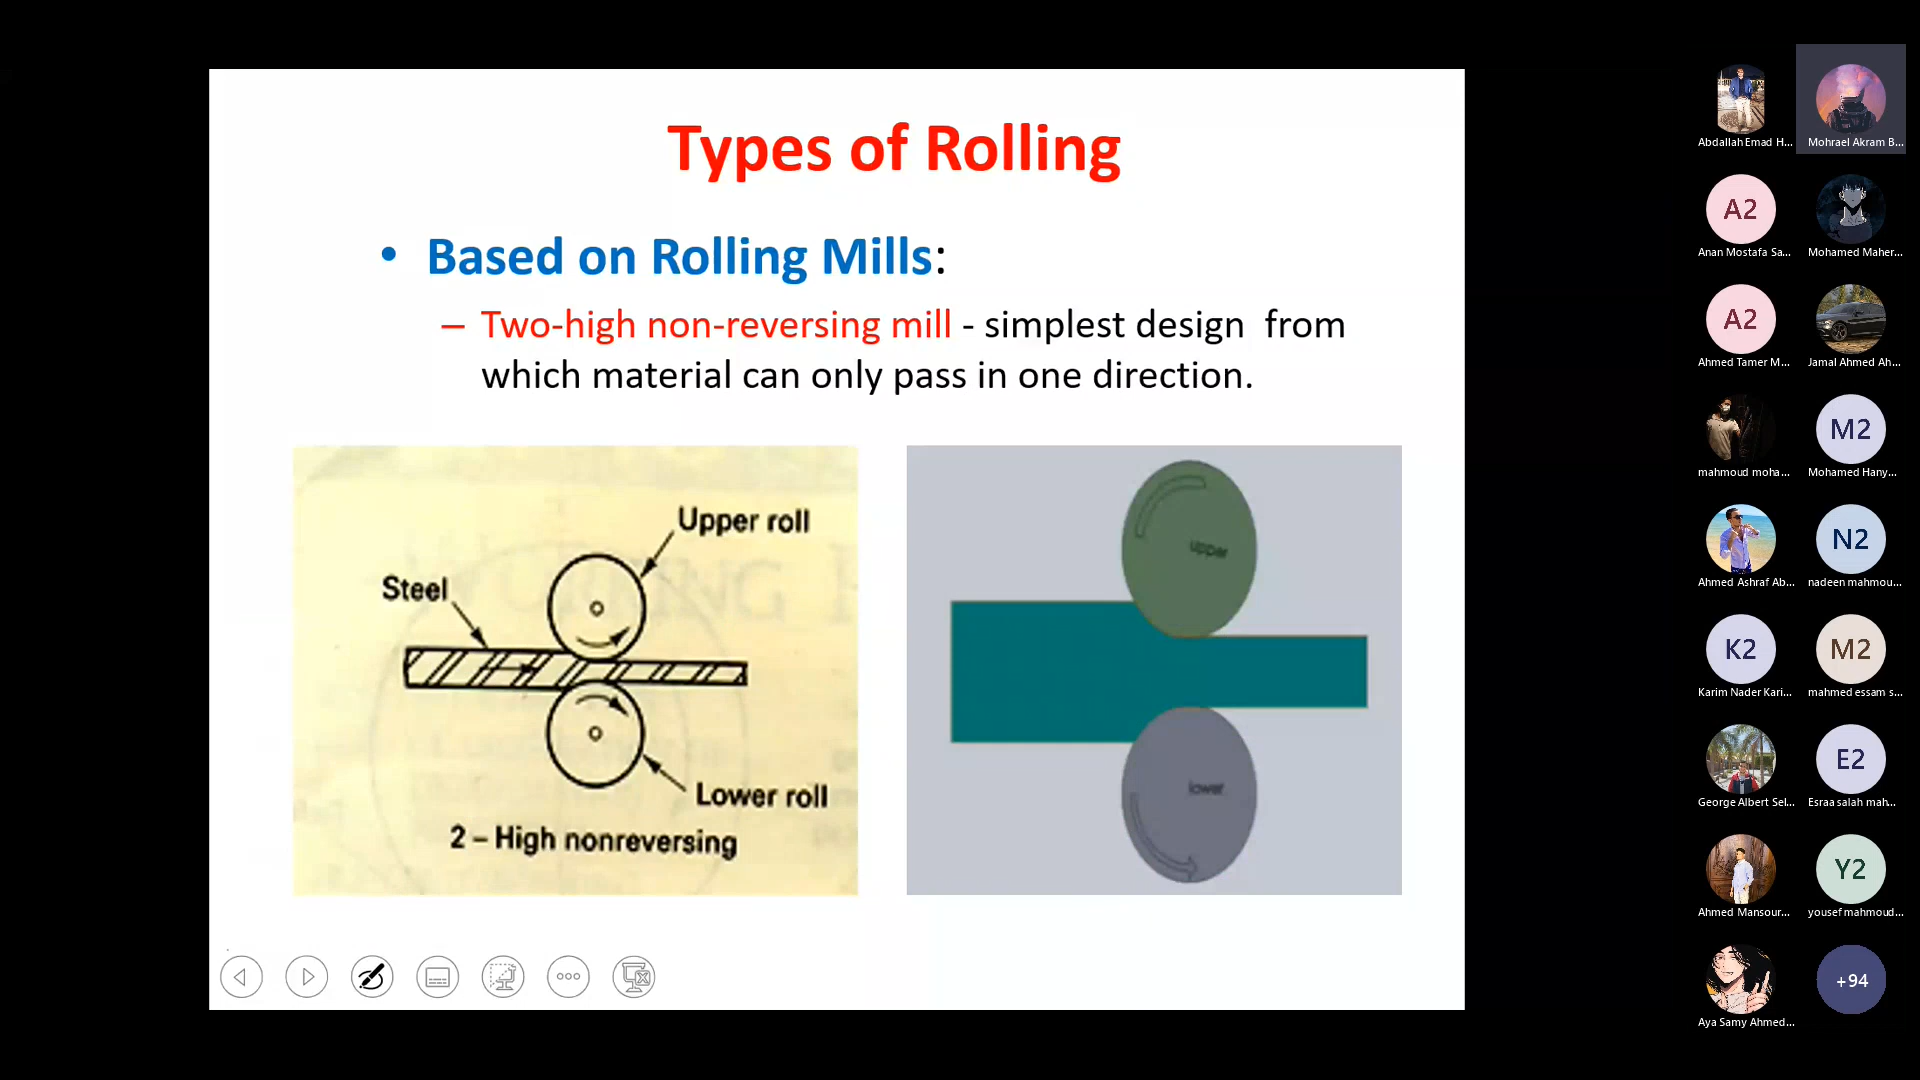 Types of Rolling
• Based on Rolling Mills:
– Two-high non-reversing mill - simplest design from
which material can only pass in one direction.
Upper roll
Steel
Lower roll
2 – High nonreversing
upper
lower
Abdallah Emad H...
Mohrael Akram B...
A2
Anan Mostafa Sa...
Mohamed Maher...
A2
Ahmed Tamer M...
Jamal Ahmed Ah...
mahmoud moha...
M2
Mohamed Hany...
Ahmed Ashraf Ab...
N2
nadeen mahmou...
K2
Karim Nader Kari...
M2
mahmed essam s...
George Albert Sel...
E2
Esraa salah mah...
Ahmed Mansour...
Y2
yousef mahmoud...
Aya Samy Ahmed...
+94